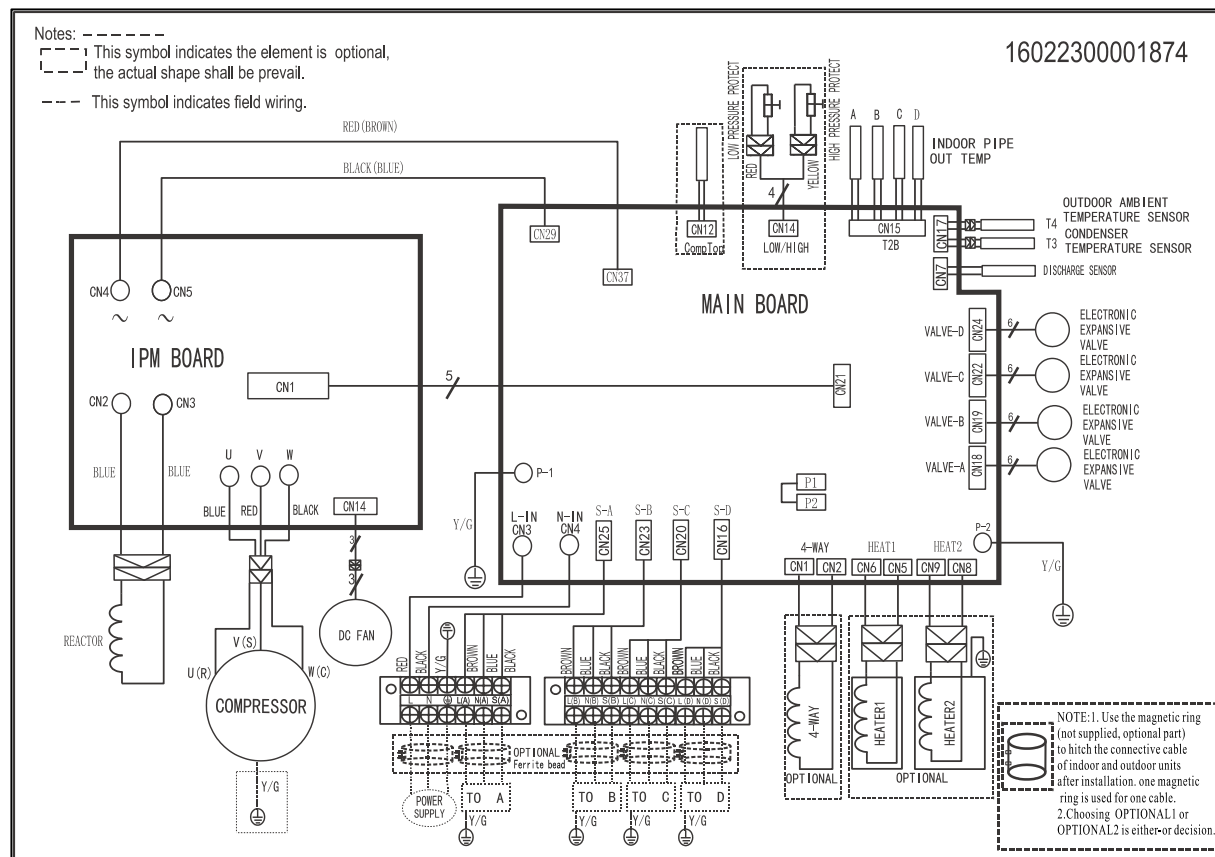 Notes:
This symbol indicates the element is optional,
the actual shape shall be prevail.
This symbol indicates field wiring.
16022300001874
RED(BROWN)
BLACK(BLUE)
LOW PRESSURE PROTECT
HIGH PRESSURE PROTECT
RED
YELLOW
4
A B C D
INDOOR PIPE
OUT TEMP
CN12
CompTop
CN14
LOW/HIGH
CN15
T2B
CN17
T4
OUTDOOR AMBIENT
TEMPERATURE SENSOR
T3
CONDENSER
TEMPERATURE SENSOR
CN7
DISCHARGE SENSOR
CN29
CN37
MAIN BOARD
CN4
CN5
IPM BOARD
CN1
5
CN21
CN2
CN3
BLUE
BLUE
U V W
BLUE
RED
BLACK
CN14
3
3
DC FAN
VALVE-D
CN24
6
ELECTRONIC
EXPANSIVE
VALVE
VALVE-C
CN22
6
ELECTRONIC
EXPANSIVE
VALVE
VALVE-B
CN19
6
ELECTRONIC
EXPANSIVE
VALVE
VALVE-A
CN18
6
ELECTRONIC
EXPANSIVE
VALVE
P-1
Y/G
P1
P2
L-IN
CN3
N-IN
CN4
S-A
CN25
S-B
CN23
S-C
CN20
S-D
CN16
P-2
Y/G
4-WAY
CN1 CN2
HEAT1
CN6 CN5
HEAT2
CN9 CN8
REACTOR
V(S)
U(R)
W(C)
COMPRESSOR
Y/G
RED
BLACK
Y/G
BROWN
BLUE
BLACK
L N L(A) N(A) S(A)
BROWN
BLUE
BLACK
BROWN
BLUE
BLACK
BROWN
BLUE
BLACK
L(B) N(B) S(B) L(C) N(C) S(C) L(D) N(D) S(D)
OPTIONAL
Ferrite bead
POWER
SUPPLY
TO A
Y/G
TO B
Y/G
TO C
Y/G
TO D
Y/G
4-WAY
OPTIONAL
HEATER1
HEATER2
OPTIONAL
NOTE:1. Use the magnetic ring
(not supplied, optional part)
to hitch the connective cable
of indoor and outdoor units
after installation. one magnetic
ring is used for one cable.
2.Choosing OPTIONAL1 or
OPTIONAL2 is either-or decision.